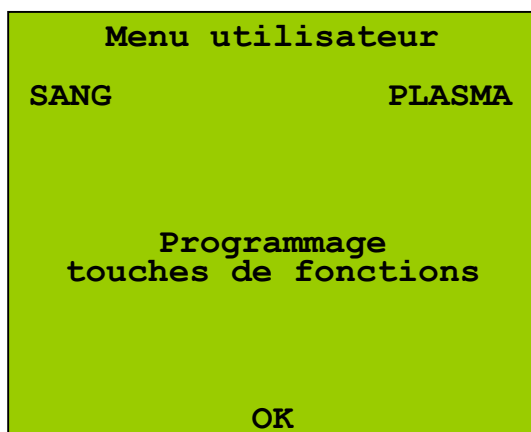 Menu utilisateur
SANG PLASMA
Programmage
touches de fonctions
OK